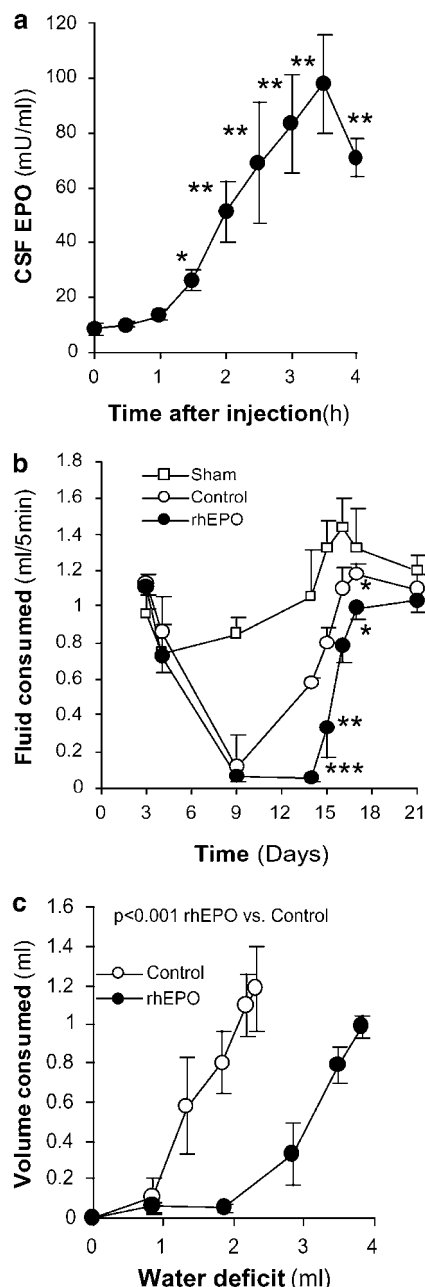 a
CSF EPO (mU/ml))
120
100
80
60
40
20
0
*
**
**
**
**
**
0 1 2 3 4
Time after injection(h)
b
Fluid consumed (ml/5min)
1.8
1.6
1.4
1.2
1
0.8
0.6
0.4
0.2
0
Sham
Control
rhEPO
*
*
**
***
0 3 6 9 12 15 18 21
Time (Days)
c
Volume consumed (ml)
1.6
1.4
1.2
1
0.8
0.6
0.4
0.2
0
p<0.001 rhEPO vs. Control
Control
rhEPO
0 1 2 3 4
Water deficit (ml)